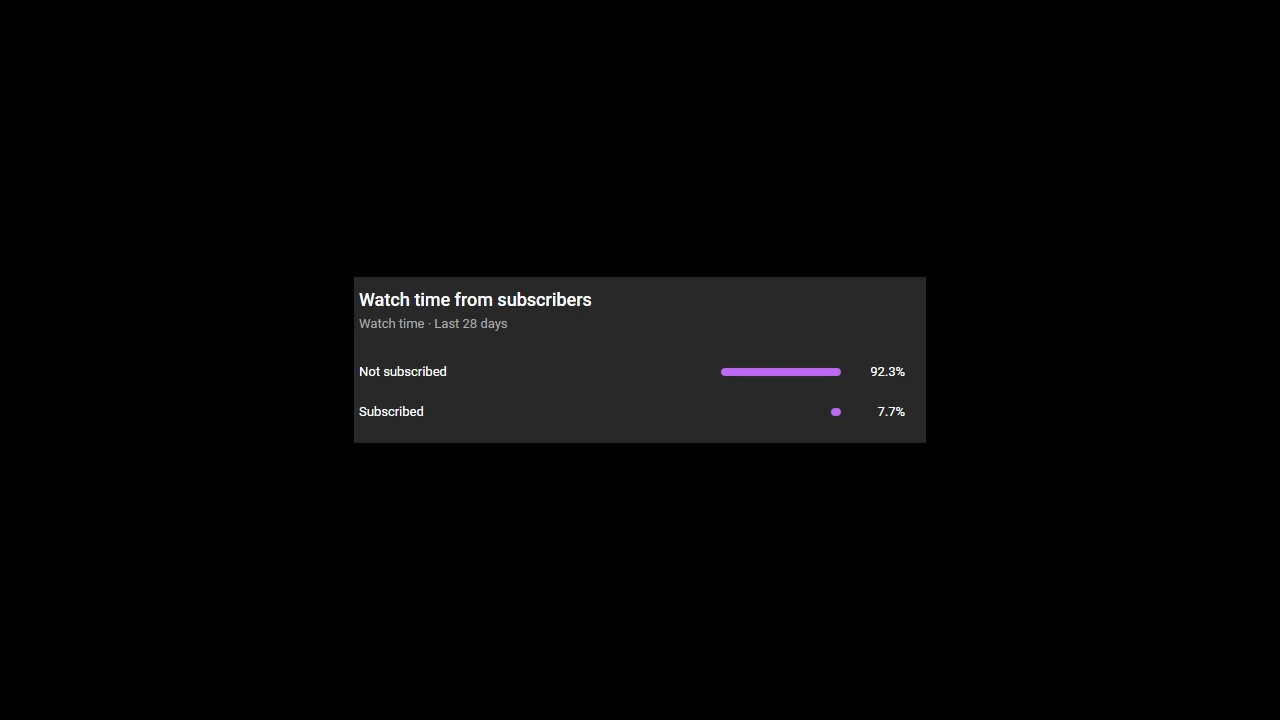 Watch time from subscribers
Watch time · Last 28 days
Not subscribed 92.3%
Subscribed 7.7%